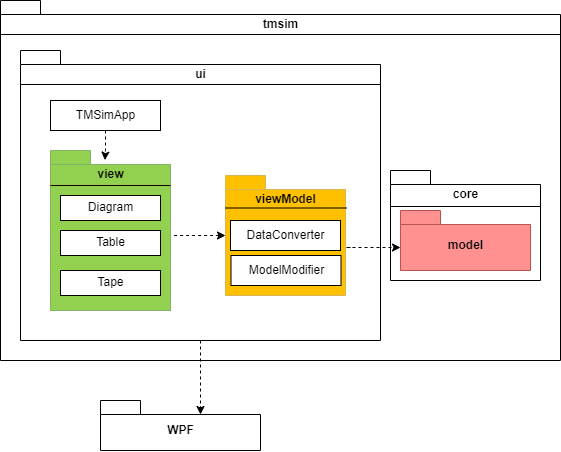 tmsim
ui
TMSimApp
view
Diagram
Table
Tape
viewModel
DataConverter
ModelModifier
core
model
WPF